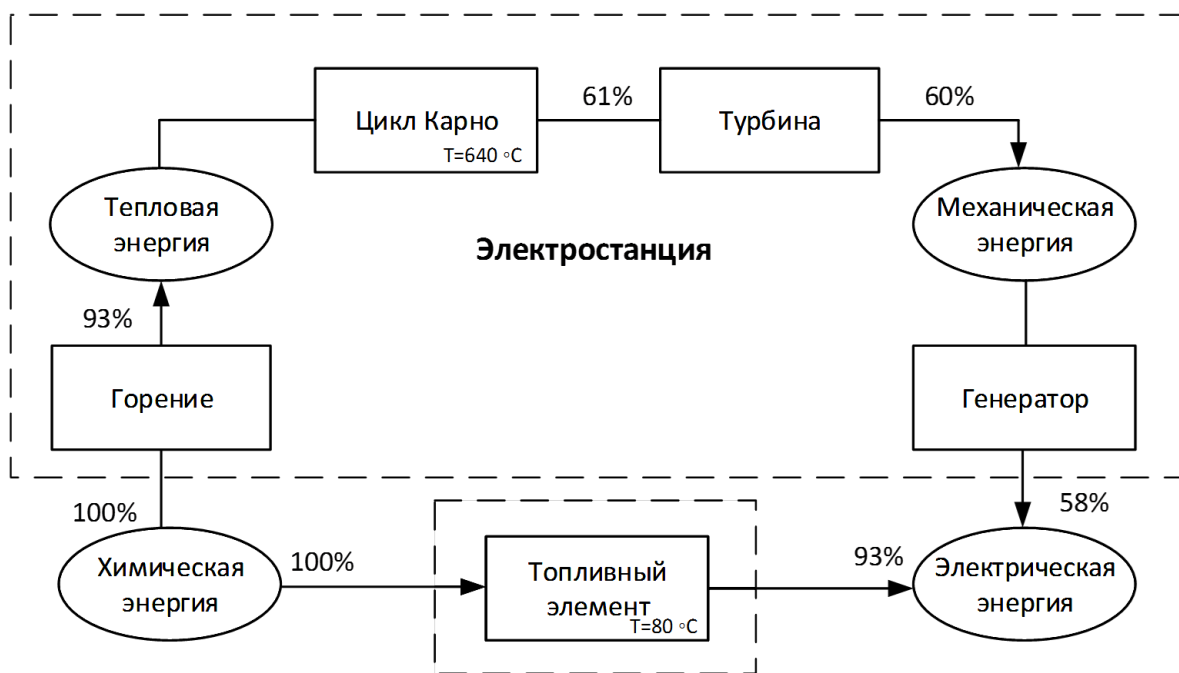 61%
60%
Цикл Карно
T=640 °C
Турбина
Тепловая
энергия
Механическая
энергия
Электростанция
93%
Горение
Генератор
100%
58%
Химическая
энергия
100%
Топливный
элемент
T=80 °C
93%
Электрическая
энергия